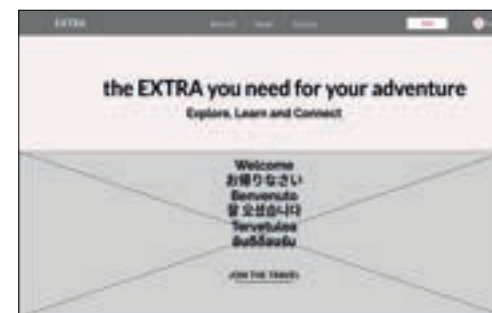 EXTRA
the EXTRA you need for your adventure
Explore, Learn and Connect
Welcome
お帰りなさい
Benvenuto
잘 오셨습니다
Tervetuloa
ยินดีต้อนรับ
JOIN THE TRAVEL